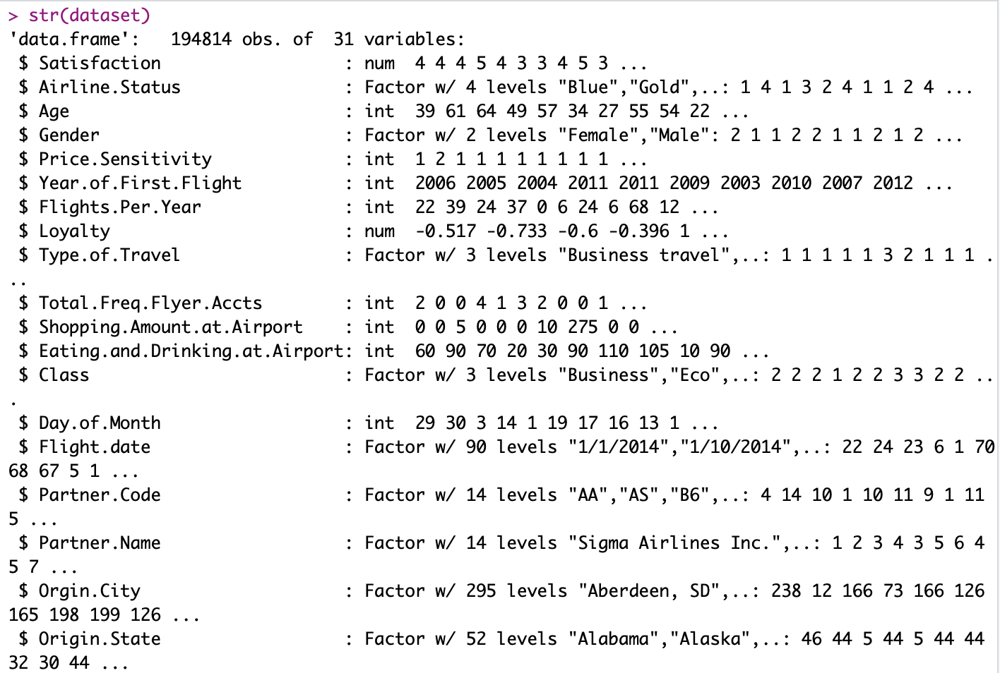 > str(dataset)
'data.frame':   194814 obs. of  31 variables:
 $ Satisfaction                  : num  4 4 4 5 4 3 3 4 5 3 ...
 $ Airline.Status                : Factor w/ 4 levels "Blue","Gold",..: 1 4 1 3 2 4 1 1 2 4 ...
 $ Age                           : int  39 61 64 49 57 34 27 55 54 22 ...
 $ Gender                        : Factor w/ 2 levels "Female","Male": 2 1 1 2 2 1 1 2 1 2 ...
 $ Price.Sensitivity             : int  1 2 1 1 1 1 1 1 1 1 ...
 $ Year.of.First.Flight          : int  2006 2005 2004 2011 2011 2009 2003 2010 2007 2012 ...
 $ Flights.Per.Year              : int  22 39 24 37 0 6 24 6 68 12 ...
 $ Loyalty                       : num  -0.517 -0.733 -0.6 -0.396 1 ...
 $ Type.of.Travel                : Factor w/ 3 levels "Business travel",..: 1 1 1 1 1 3 2 1 1 1 .
..
 $ Total.Freq.Flyer.Accts        : int  2 0 0 4 1 3 2 0 0 1 ...
 $ Shopping.Amount.at.Airport    : int  0 0 5 0 0 0 10 275 0 0 ...
 $ Eating.and.Drinking.at.Airport: int  60 90 70 20 30 90 110 105 10 90 ...
 $ Class                         : Factor w/ 3 levels "Business","Eco",..: 2 2 2 1 2 2 3 3 2 2 ..
.
 $ Day.of.Month                  : int  29 30 3 14 1 19 17 16 13 1 ...
 $ Flight.date                   : Factor w/ 90 levels "1/1/2014","1/10/2014",..: 22 24 23 6 1 70
68 67 5 1 ...
 $ Partner.Code                  : Factor w/ 14 levels "AA","AS","B6",..: 4 14 10 1 10 11 9 1 11
5 ...
 $ Partner.Name                  : Factor w/ 14 levels "Sigma Airlines Inc.",..: 1 2 3 4 3 5 6 4
5 7 ...
 $ Orgin.City                    : Factor w/ 295 levels "Aberdeen, SD",..: 238 12 166 73 166 126
165 198 199 126 ...
 $ Origin.State                  : Factor w/ 52 levels "Alabama","Alaska",..: 46 44 5 44 5 44 44
32 30 44 ...